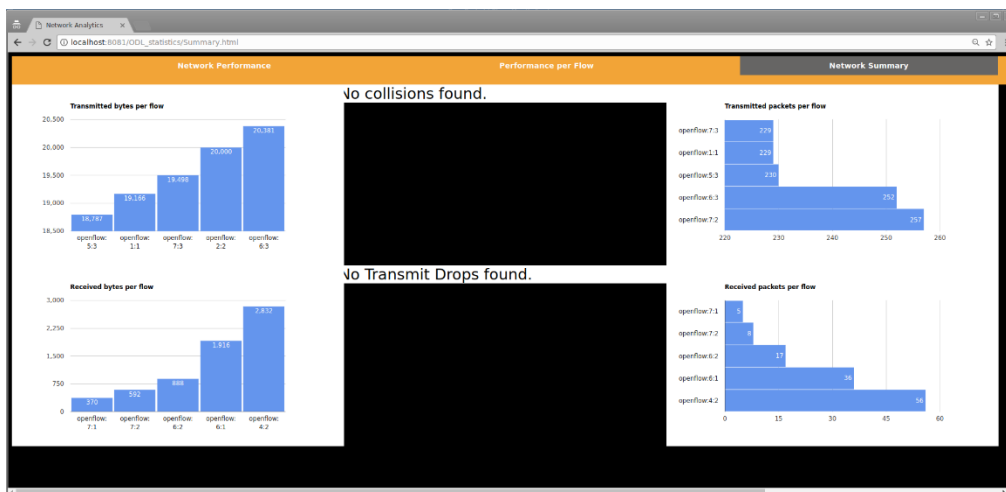 Network Analytics
localhost:8081/ODL_statistics/Summary.html
Network Performance
Performance per Flow
Network Summary
Transmitted bytes per flow
20,500
20,000
19,500
19,000
18,500
18,787
19,166
19,498
20,000
20,381
openflow: 5:3
openflow: 1:1
openflow: 7:3
openflow: 2:2
openflow: 6:3
No collisions found.
Transmitted packets per flow
openflow:7:3
229
openflow:1:1
229
openflow:5:3
230
openflow:6:3
252
openflow:7:2
257
220
230
240
250
260
Received bytes per flow
3,000
2,250
1,500
750
0
370
592
888
1,916
2,832
openflow: 7:1
openflow: 7:2
openflow: 6:2
openflow: 6:1
openflow: 4:2
No Transmit Drops found.
Received packets per flow
openflow:7:1
5
openflow:7:2
8
openflow:6:2
17
openflow:6:1
36
openflow:4:2
56
0
15
30
45
60